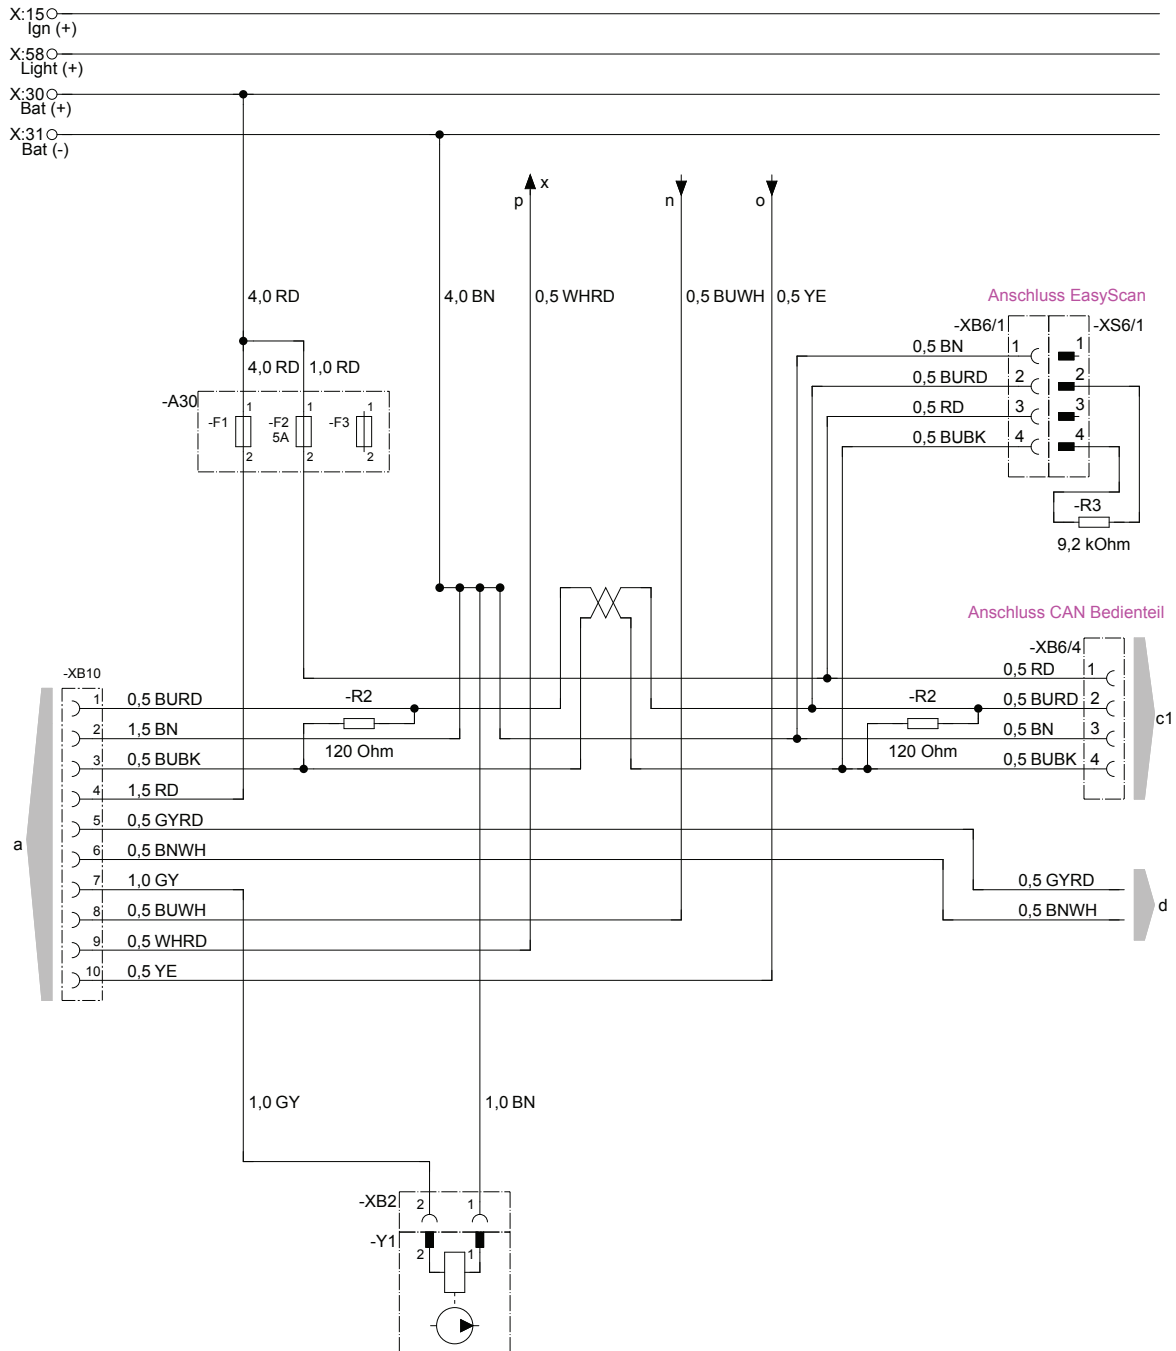 X:15
Ign (+)
X:58
Light (+)
X:30
Bat (+)
X:31
Bat (-)
p x n o
4,0 RD 4,0 BN 0,5 WHRD 0,5 BUWH 0,5 YE
Anschluss EasyScan
-XB6/1 -XS6/1
0,5 BN 1 1
0,5 BURD 2 2
0,5 RD 3 3
0,5 BUBK 4 4
-R3
9,2 kOhm
4,0 RD 1,0 RD
-A30
1 1 1
-F1 -F2 -F3
5A
2 2 2
Anschluss CAN Bedienteil
-XB6/4
0,5 RD 1
0,5 BURD 2
0,5 BN 3
0,5 BUBK 4
c1
-R2
120 Ohm
-XB10
1 0,5 BURD
2 1,5 BN
3 0,5 BUBK
4 1,5 RD
5 0,5 GYRD
6 0,5 BNWH
7 1,0 GY
8 0,5 BUWH
9 0,5 WHRD
10 0,5 YE
a
-R2
120 Ohm
0,5 GYRD
0,5 BNWH
d
1,0 GY 1,0 BN
-XB2 2 1
-Y1 2 1